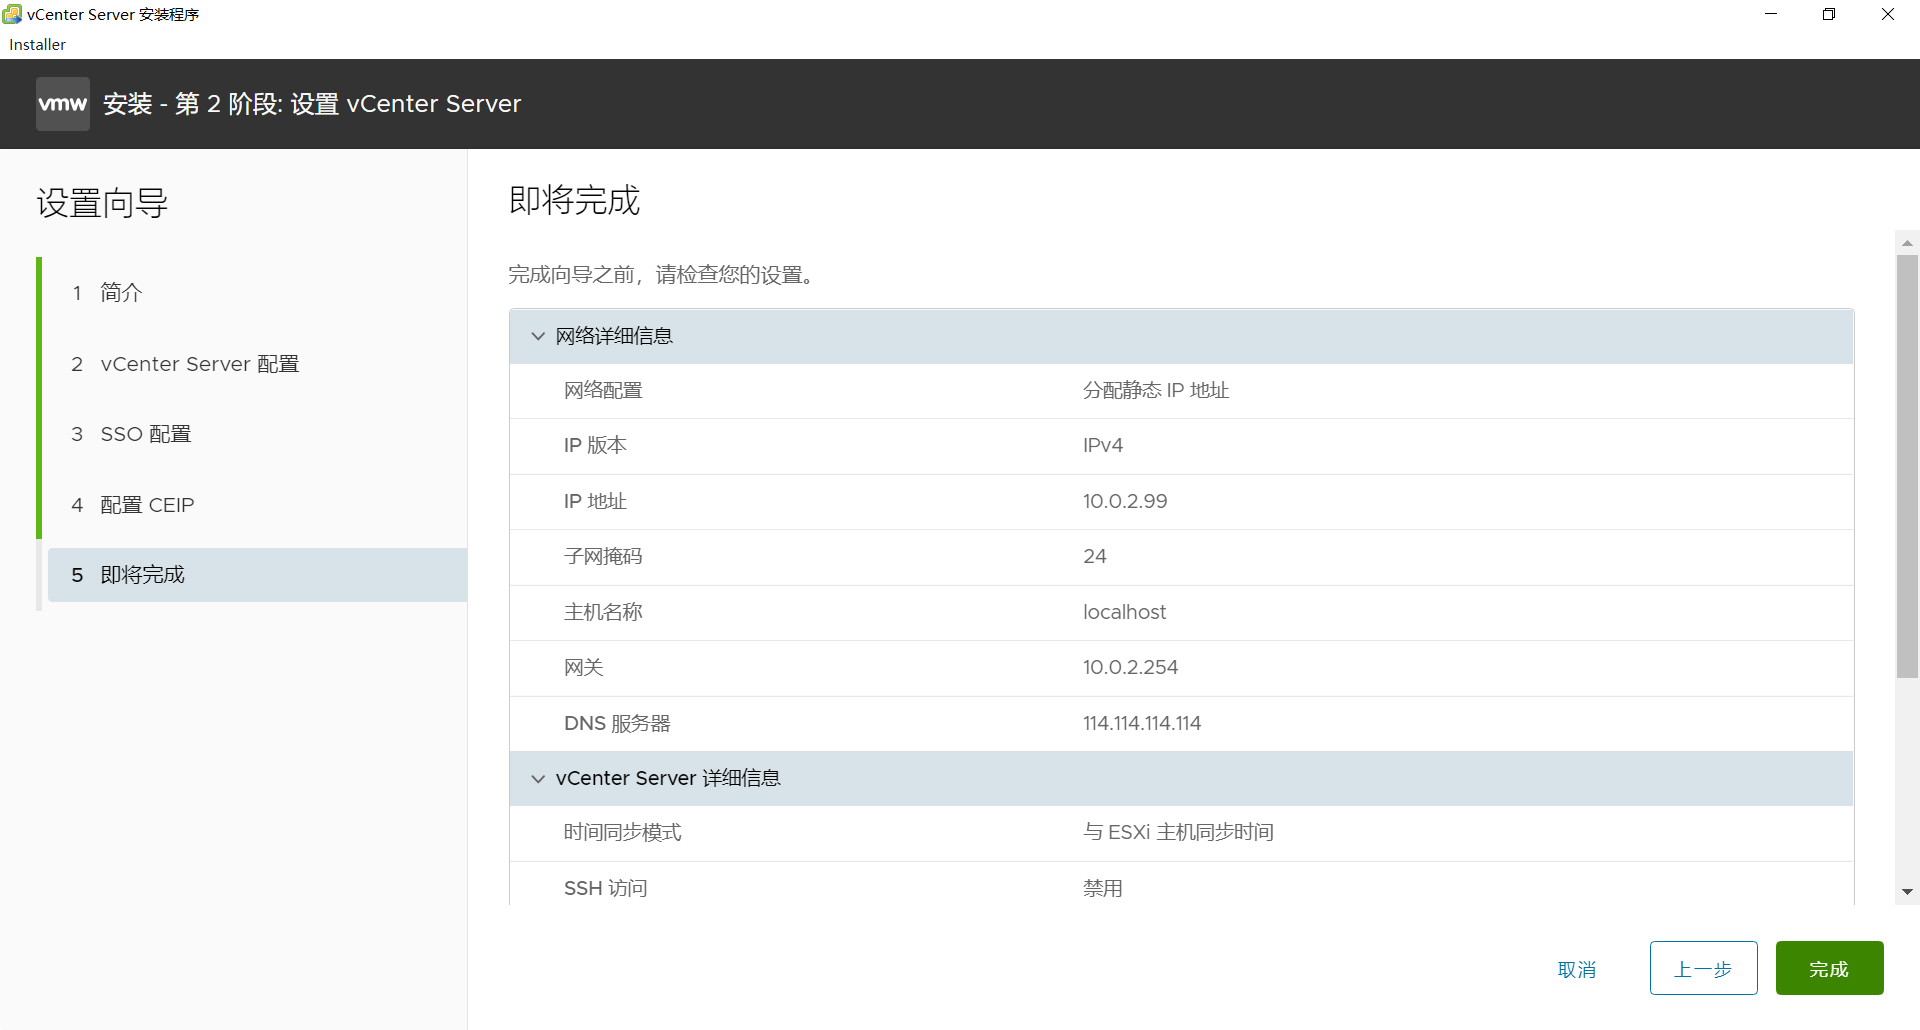 vCenter Server 安装程序
Installer
vmw 安装 - 第 2 阶段: 设置 vCenter Server
设置向导
1 简介
2 vCenter Server 配置
3 SSO 配置
4 配置 CEIP
5 即将完成
即将完成
完成向导之前，请检查您的设置。
网络详细信息
网络配置 分配静态 IP 地址
IP 版本 IPv4
IP 地址 10.0.2.99
子网掩码 24
主机名称 localhost
网关 10.0.2.254
DNS 服务器 114.114.114.114
vCenter Server 详细信息
时间同步模式 与 ESXi 主机同步时间
SSH 访问 禁用
取消 上一步 完成